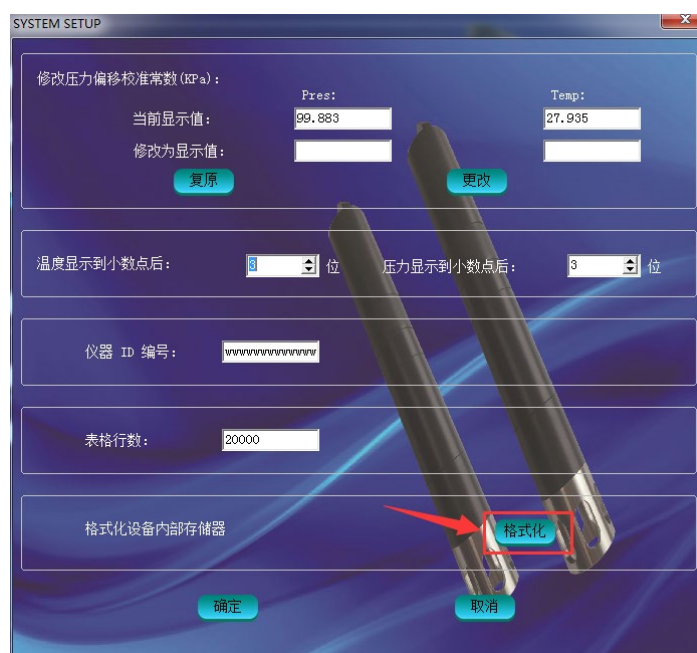 SYSTEM SETUP
修改压力偏移校准常数(KPa):
Pres: Temp:
当前显示值: 99.883 27.935
修改为显示值:
复原 更改
温度显示到小数点后: 3 位 压力显示到小数点后: 3 位
仪器 ID 编号: wwwwwwwwwwwww
表格行数: 20000
格式化设备内部存储器 格式化
确定 取消